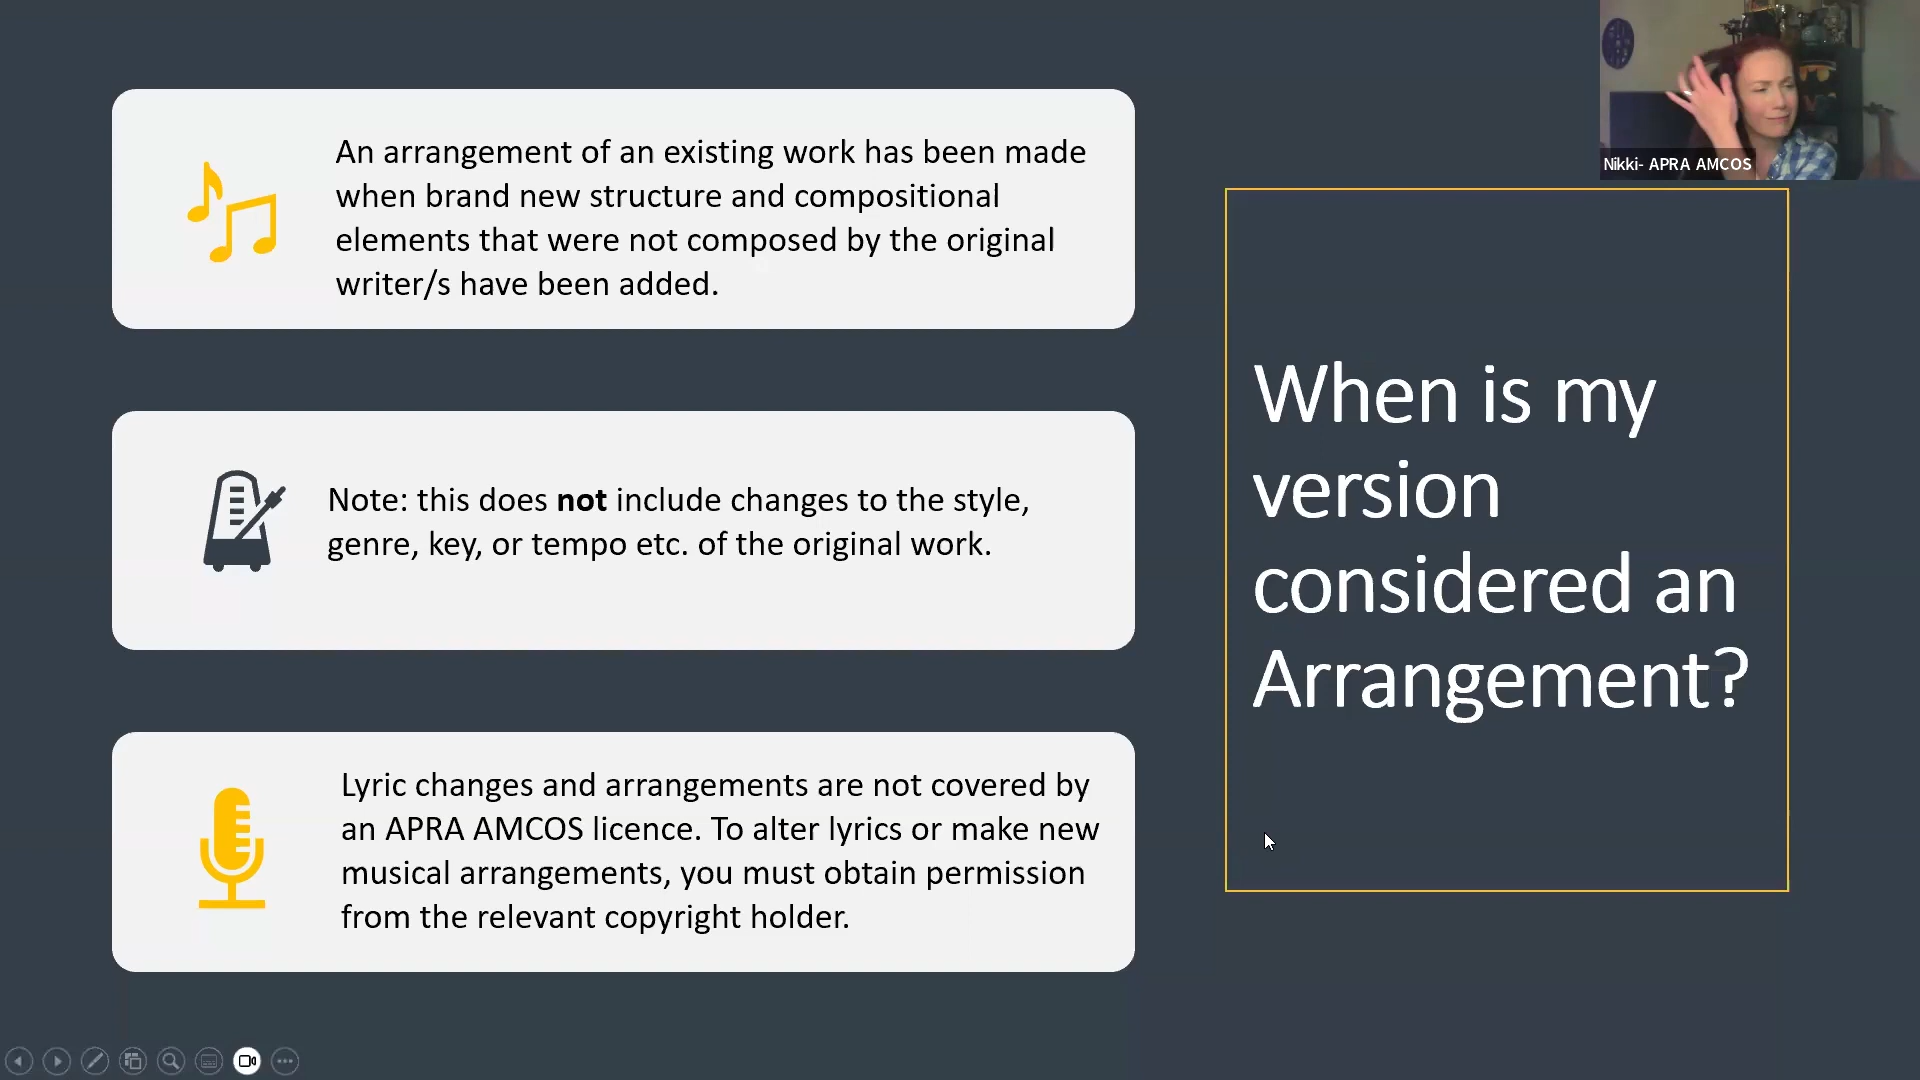 An arrangement of an existing work has been made
when brand new structure and compositional
elements that were not composed by the original
writer/s have been added.
Note: this does not include changes to the style,
genre, key, or tempo etc. of the original work.
Lyric changes and arrangements are not covered by
an APRA AMCOS licence. To alter lyrics or make new
musical arrangements, you must obtain permission
from the relevant copyright holder.
Nikki- APRA AMCOS
When is my
version
considered an
Arrangement?